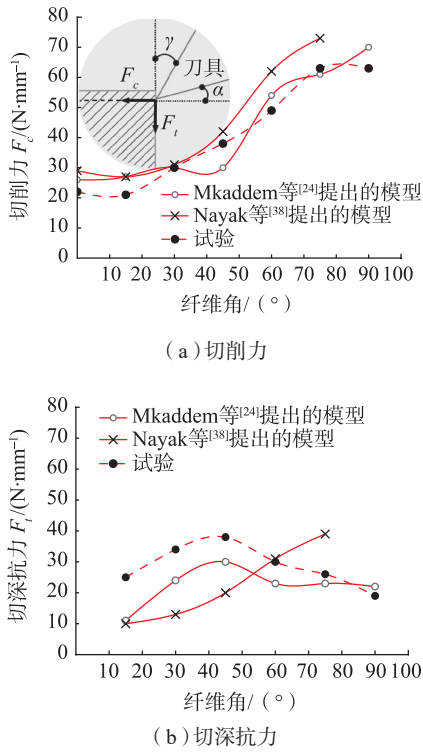 切削力 F_c/(N·mm⁻¹)
80
70
60
50
40
30
20
10
0
γ
刀具
F_c
α
F_t
Mkaddem等[24]提出的模型
Nayak等[38]提出的模型
试验
10 20 30 40 50 60 70 80 90 100
纤维角/（°）
（a）切削力
切深抗力 F_t/(N·mm⁻¹)
80
70
60
50
40
30
20
10
0
Mkaddem等[24]提出的模型
Nayak等[38]提出的模型
试验
10 20 30 40 50 60 70 80 90 100
纤维角/（°）
（b）切深抗力